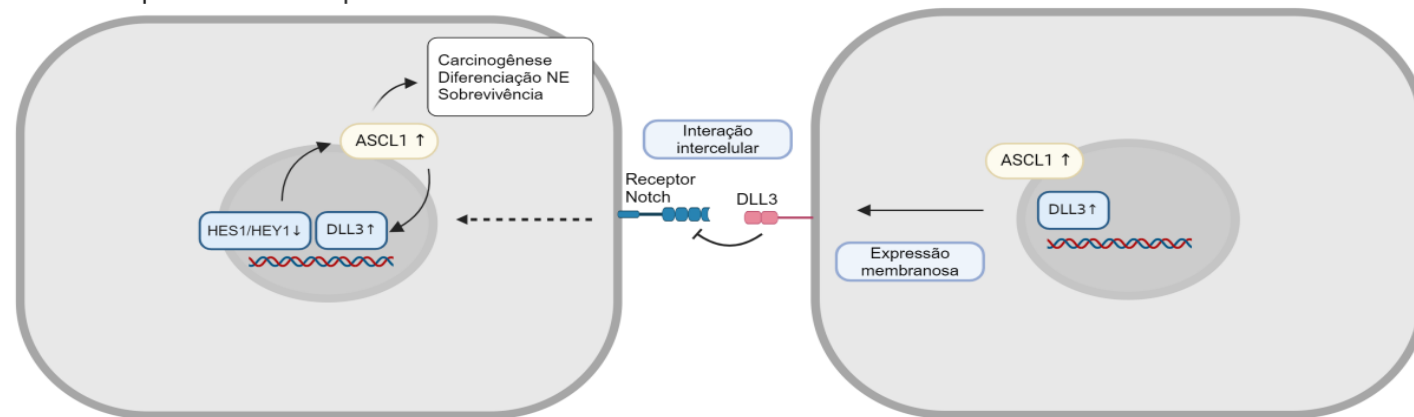 Carcinogênese
Diferenciação NE
Sobrevivência
ASCL1 ↑
HES1/HEY1↓
DLL3↑
Interação
intercelular
Receptor
Notch
DLL3
Expressão
membranosa
ASCL1 ↑
DLL3↑